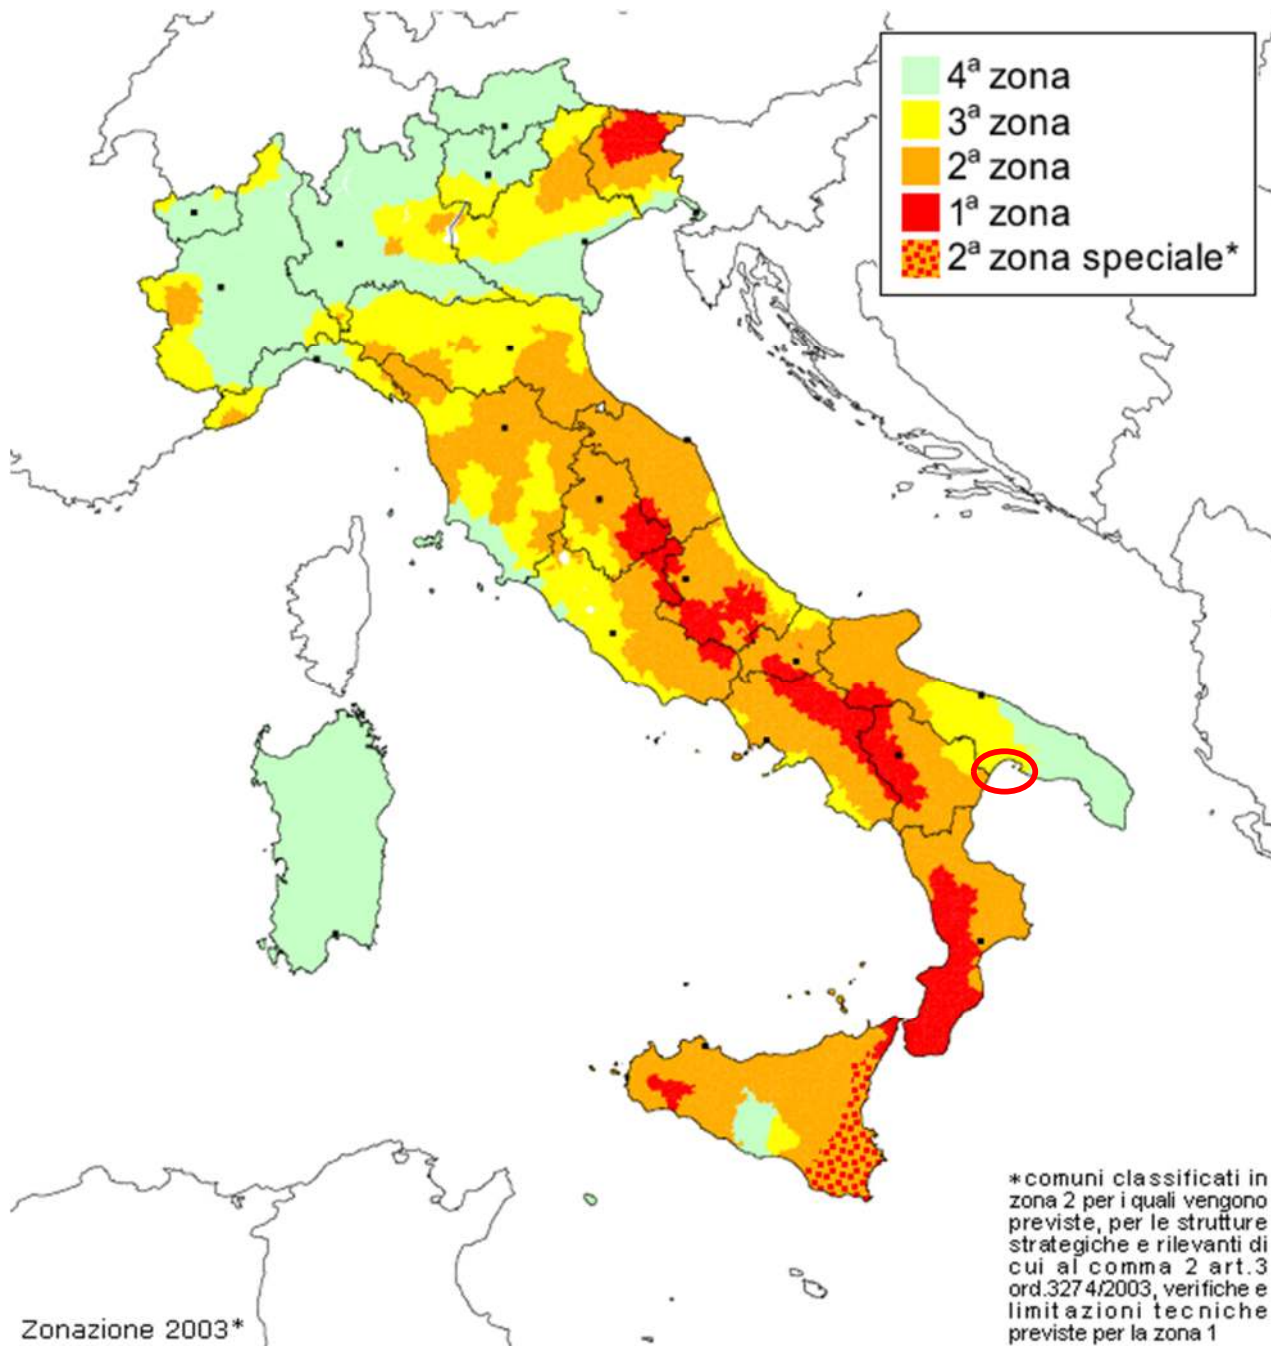 4ª zona
3ª zona
2ª zona
1ª zona
2ª zona speciale*
*comuni classificati in
zona 2 per i quali vengono
previste, per le strutture
strategiche e rilevanti di
cui al comma 2 art.3
ord.3274/2003, verifiche e
limitazioni tecniche
previste per la zona 1
Zonazione 2003*